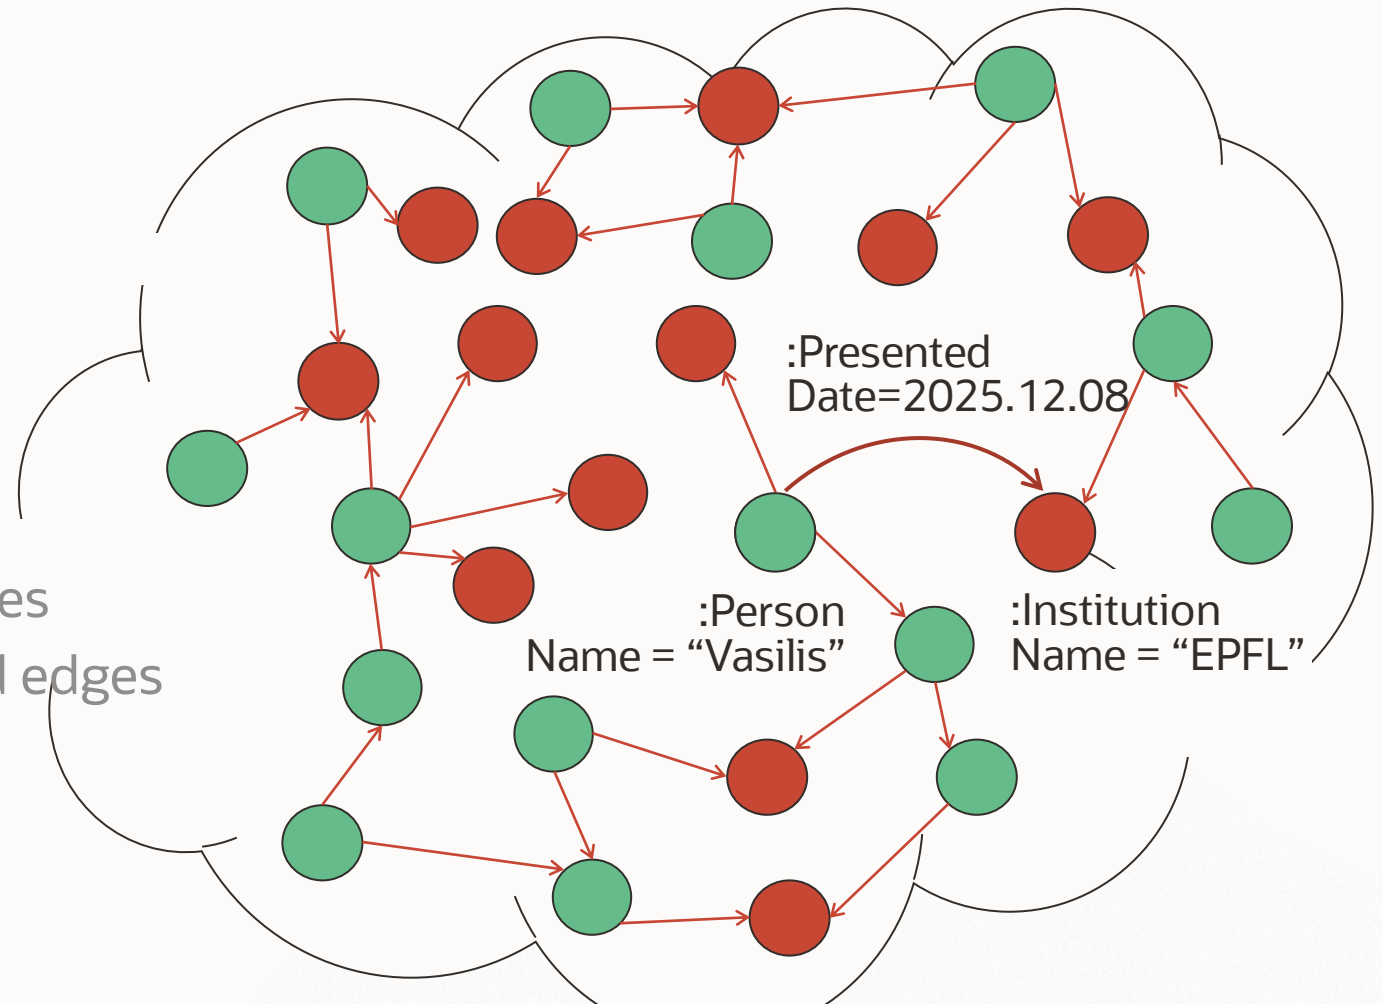 :Presented
Date=2025.12.08
es
edges
:Person
Name = “Vasilis”
:Institution
Name = “EPFL”